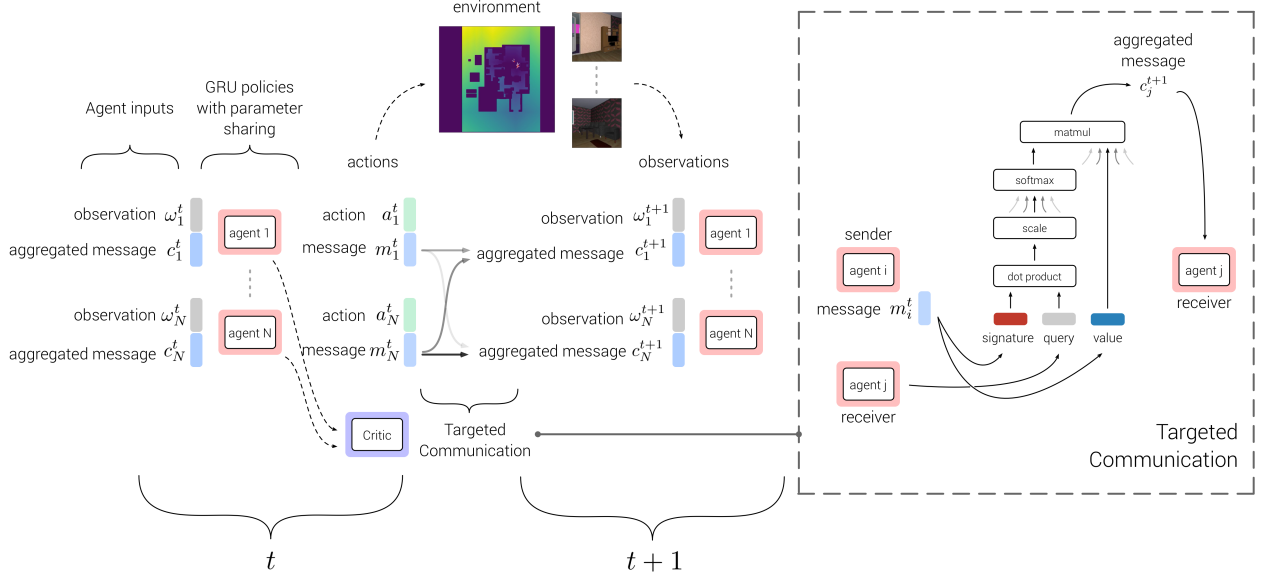 environment
Agent inputs
GRU policies
with parameter
sharing
actions
observations
observation ω_1^t
aggregated message c_1^t
agent 1
action a_1^t
message m_1^t
observation ω_1^{t+1}
aggregated message c_1^{t+1}
agent 1
observation ω_N^t
aggregated message c_N^t
agent N
action a_N^t
message m_N^t
observation ω_N^{t+1}
aggregated message c_N^{t+1}
agent N
Critic
Targeted
Communication
t
t + 1
aggregated
message
c_j^{t+1}
matmul
softmax
scale
dot product
sender
agent i
message m_i^t
signature
query
value
agent j
receiver
agent j
receiver
Targeted
Communication